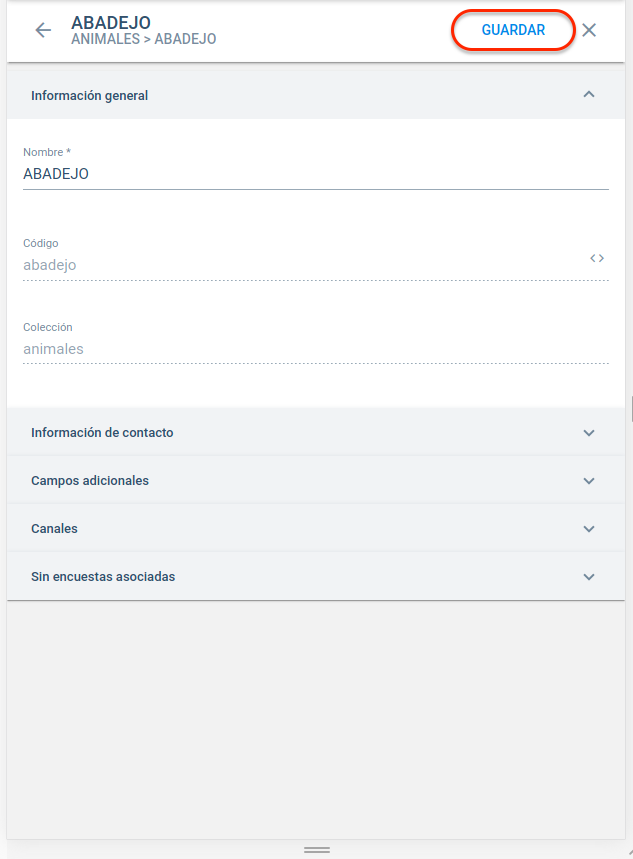 ABADEJO
ANIMALES > ABADEJO
GUARDAR
Información general
Nombre *
ABADEJO
Código
abadejo
Colección
animales
Información de contacto
Campos adicionales
Canales
Sin encuestas asociadas